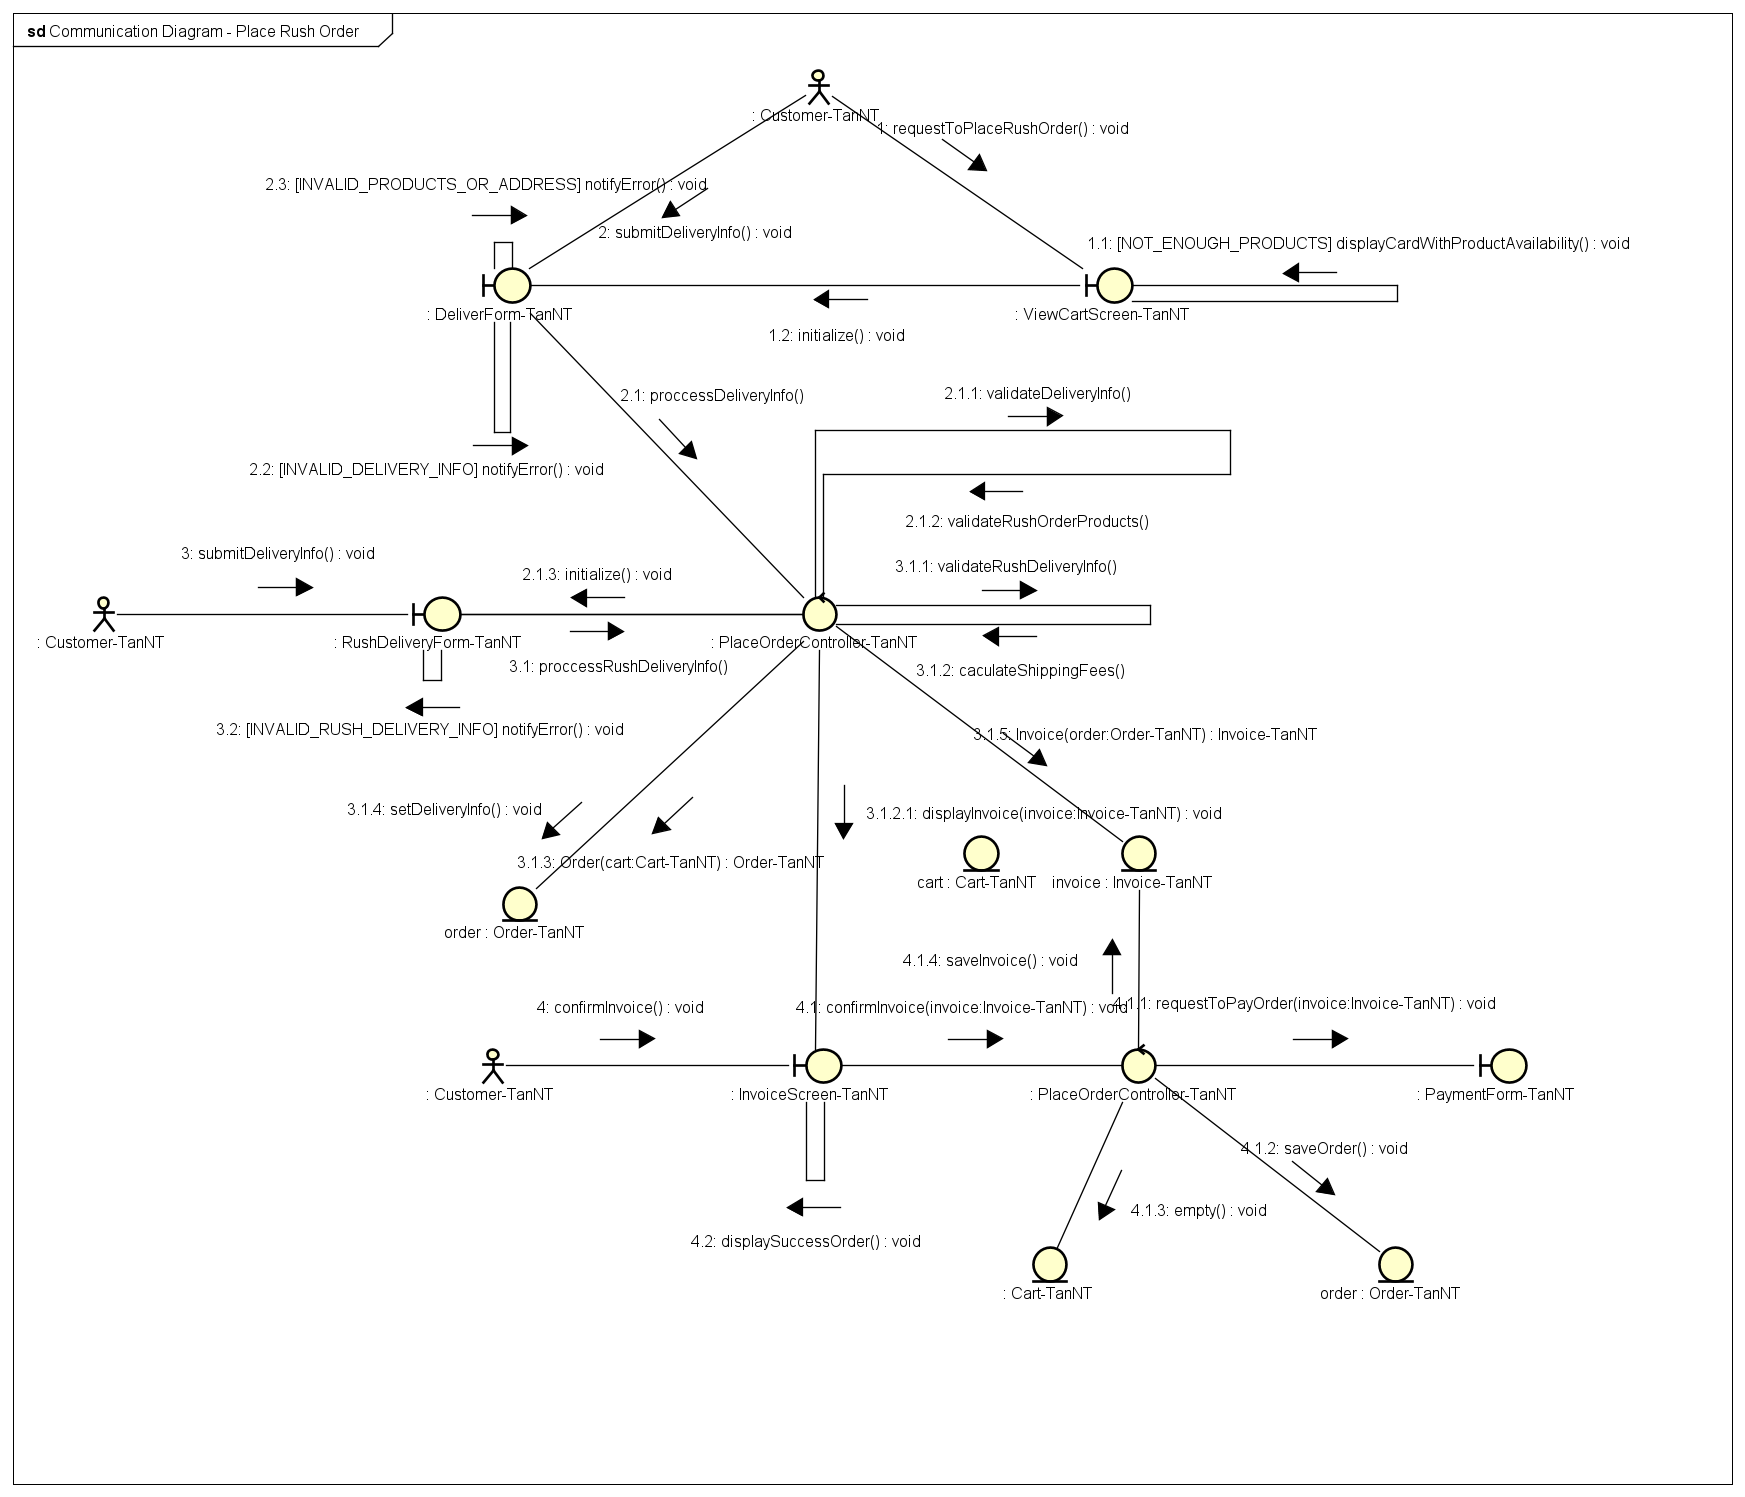 sd Communication Diagram - Place Rush Order
: Customer-TanNT
1: requestToPlaceRushOrder() : void
2.3: [INVALID_PRODUCTS_OR_ADDRESS] notifyError() : void
2: submitDeliveryInfo() : void
1.1: [NOT_ENOUGH_PRODUCTS] displayCardWithProductAvailability() : void
: DeliverForm-TanNT
: ViewCartScreen-TanNT
1.2: initialize() : void
2.1: proccessDeliveryInfo()
2.1.1: validateDeliveryInfo()
2.2: [INVALID_DELIVERY_INFO] notifyError() : void
2.1.2: validateRushOrderProducts()
3: submitDeliveryInfo() : void
2.1.3: initialize() : void
3.1.1: validateRushDeliveryInfo()
: Customer-TanNT
: RushDeliveryForm-TanNT
: PlaceOrderController-TanNT
3.1: proccessRushDeliveryInfo()
3.1.2: caculateShippingFees()
3.2: [INVALID_RUSH_DELIVERY_INFO] notifyError() : void
3.1.5: Invoice(order:Order-TanNT) : Invoice-TanNT
3.1.4: setDeliveryInfo() : void
3.1.2.1: displayInvoice(invoice:Invoice-TanNT) : void
3.1.3: Order(cart:Cart-TanNT) : Order-TanNT
cart : Cart-TanNT
invoice : Invoice-TanNT
order : Order-TanNT
4.1.4: saveInvoice() : void
4: confirmInvoice() : void
4.1: confirmInvoice(invoice:Invoice-TanNT) : void
4.1.1: requestToPayOrder(invoice:Invoice-TanNT) : void
: Customer-TanNT
: InvoiceScreen-TanNT
: PlaceOrderController-TanNT
: PaymentForm-TanNT
4.1.2: saveOrder() : void
4.1.3: empty() : void
4.2: displaySuccessOrder() : void
: Cart-TanNT
order : Order-TanNT